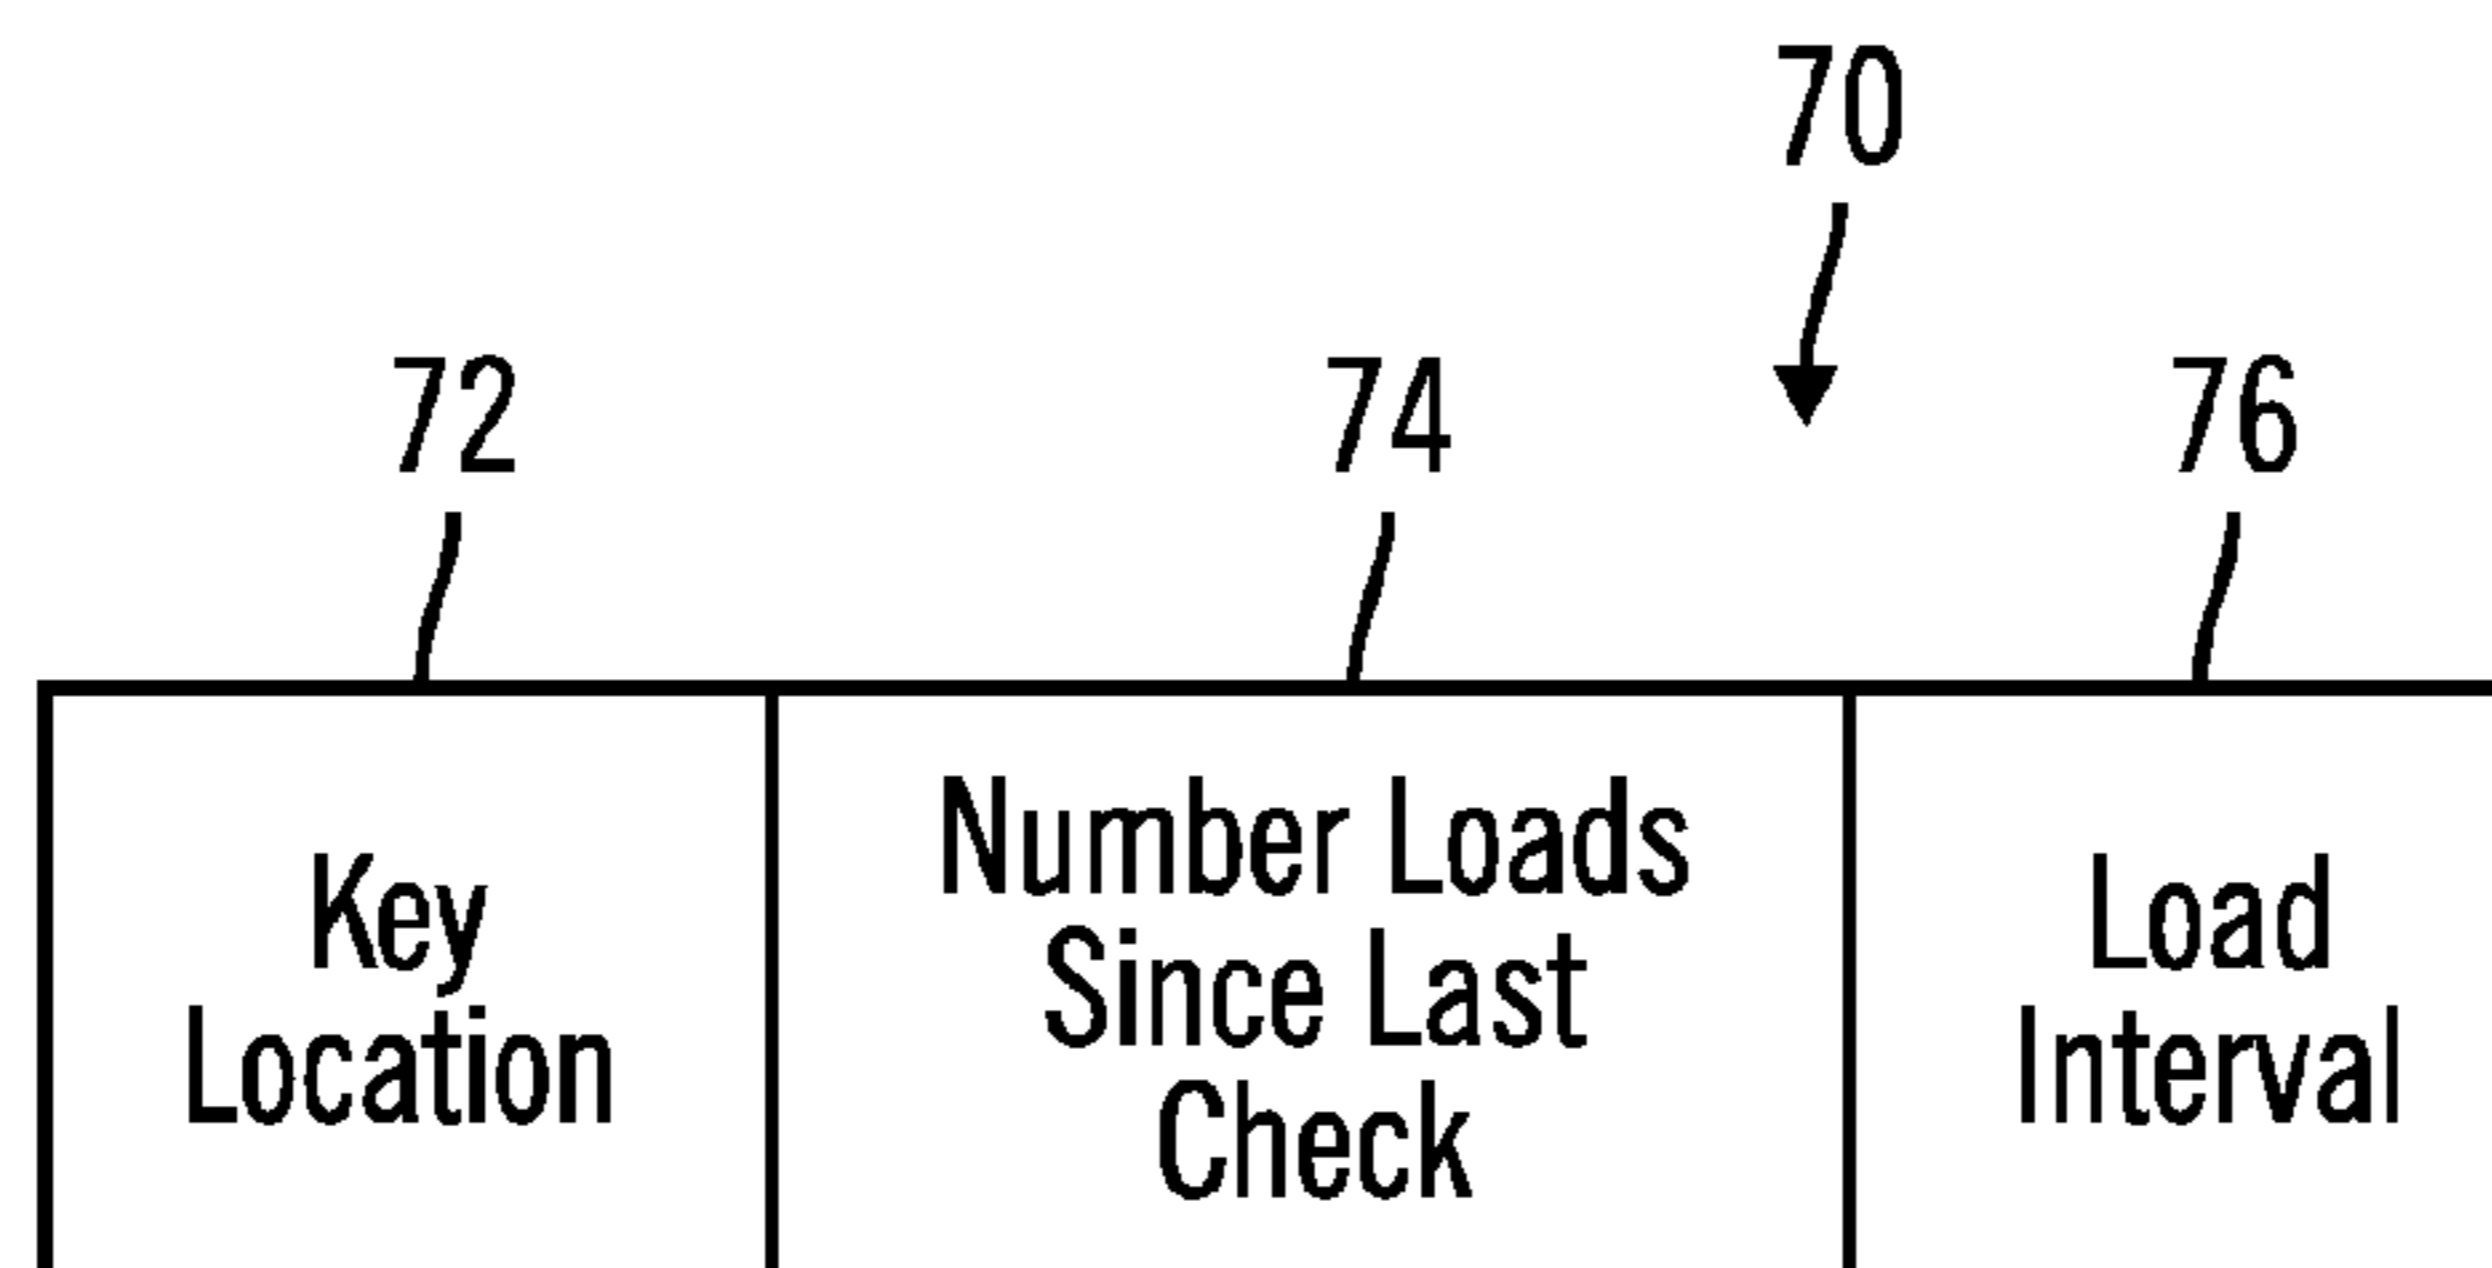 70
72
74
76
Key
Location
Number Loads
Since Last
Check
Load
Interval